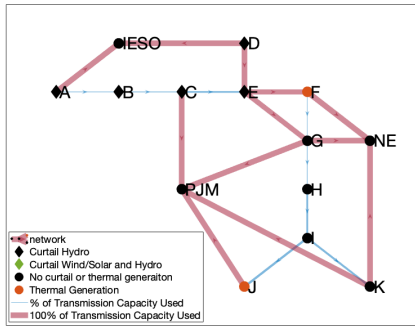 IESO D
A B C E F
G NE
PJM H
I
J K
network
Curtail Hydro
Curtail Wind/Solar and Hydro
No curtail or thermal generaiton
Thermal Generation
% of Transmission Capacity Used
100% of Transmission Capacity Used